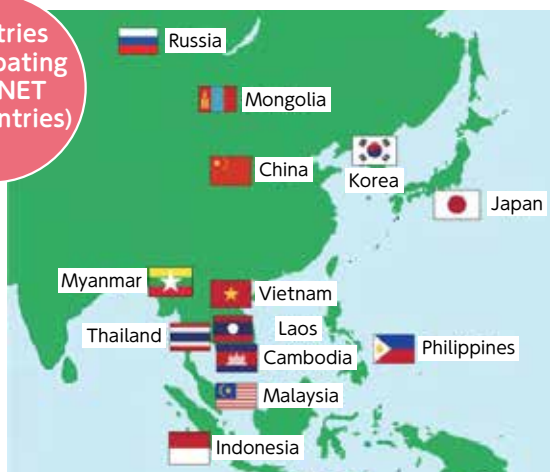 tries
pating
NET
ntries)
Russia
Mongolia
China
Korea
Japan
Myanmar
Vietnam
Thailand
Laos
Cambodia
Philippines
Malaysia
Indonesia